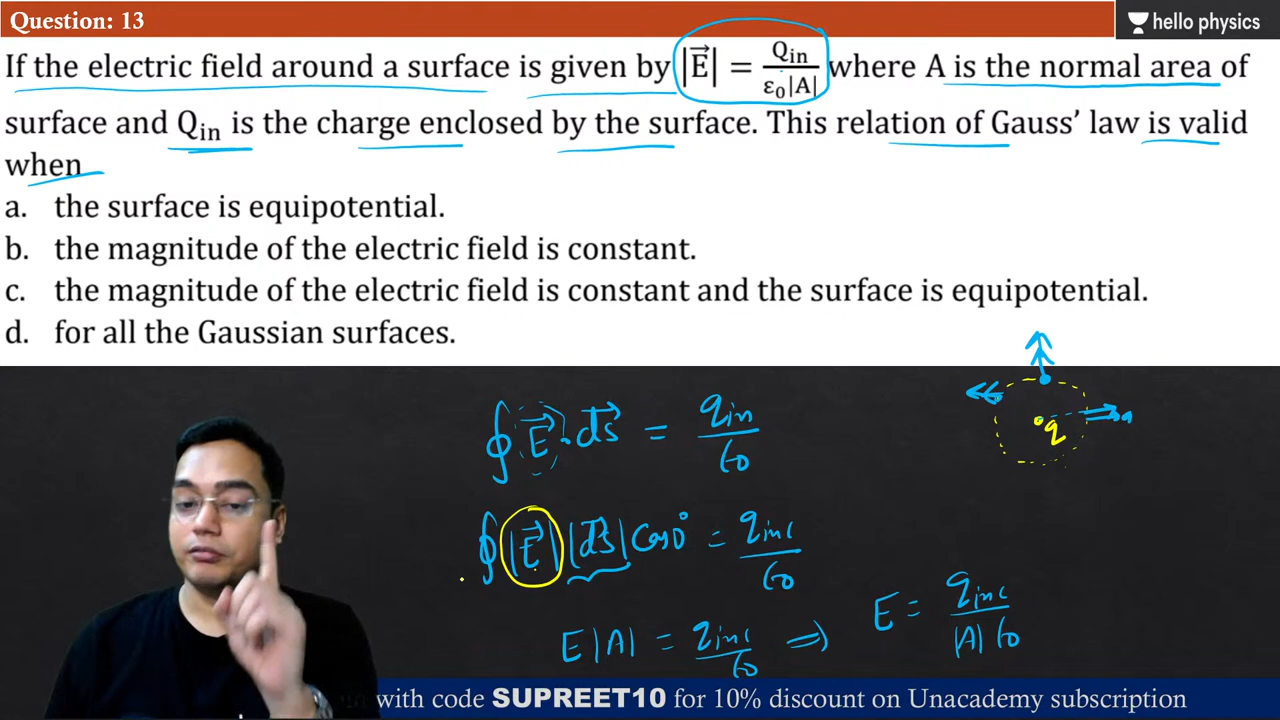 Question: 13
hello physics
If the electric field around a surface is given by |E⃗| = Q_in / ε₀|A| where A is the normal area of
surface and Q_in is the charge enclosed by the surface. This relation of Gauss’ law is valid
when
a. the surface is equipotential.
b. the magnitude of the electric field is constant.
c. the magnitude of the electric field is constant and the surface is equipotential.
d. for all the Gaussian surfaces.
q
∮ E⃗ . ds⃗ = q_in / ε₀
∮ |E⃗| |ds⃗| Cos0° = q_inc / ε₀
E|A| = q_inc / ε₀ ⇒ E = q_inc / |A| ε₀
with code SUPREET10 for 10% discount on Unacademy subscription